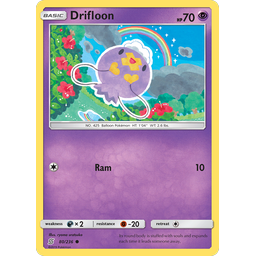 BASIC Drifloon HP70
NO. 425 Balloon Pokémon HT: 1'04" WT: 2.6 lbs.
Ram 10
weakness ×2 resistance -20 retreat
80/236